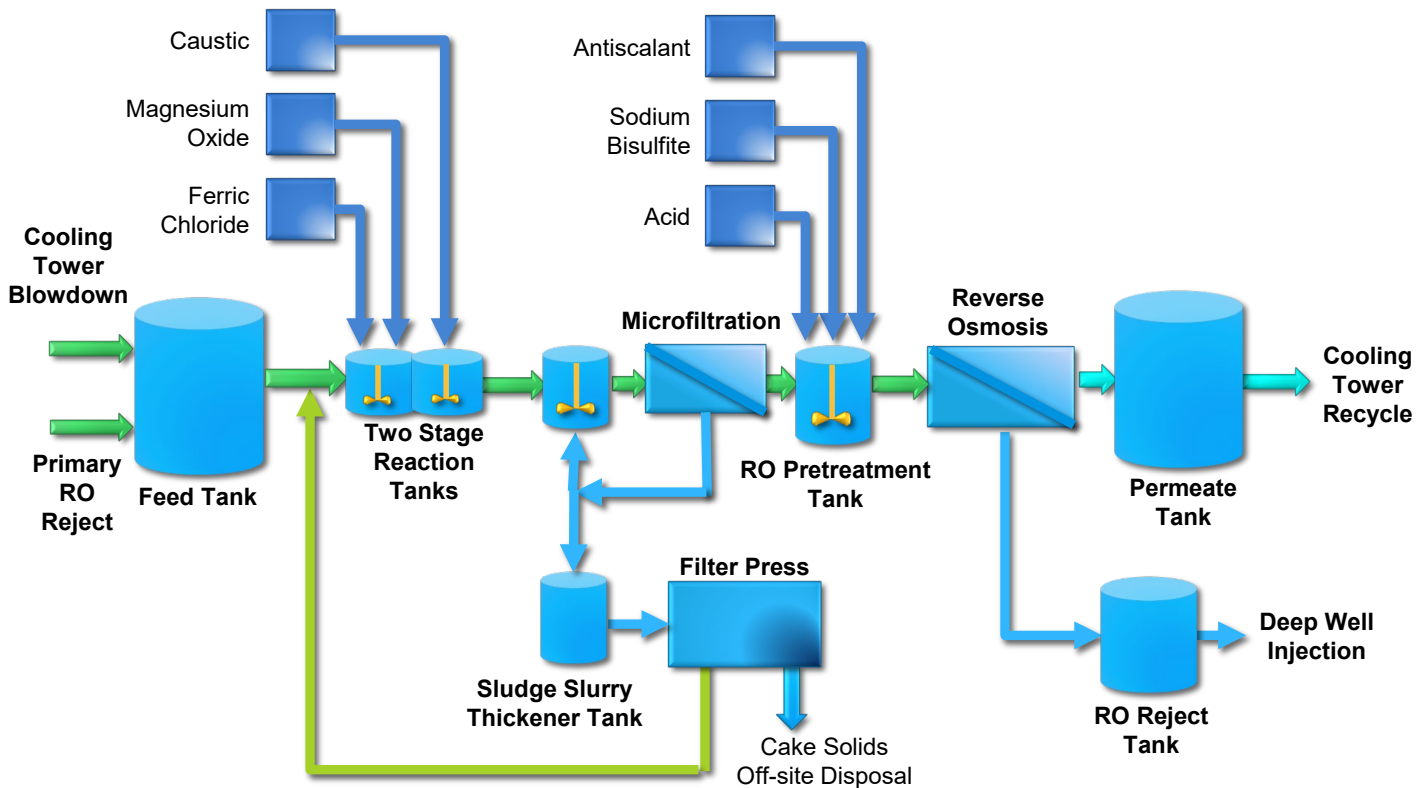 Caustic
Magnesium
Oxide
Ferric
Chloride
Antiscalant
Sodium
Bisulfite
Acid
Cooling
Tower
Blowdown
Primary
RO
Reject
Feed Tank
Two Stage
Reaction
Tanks
Microfiltration
RO Pretreatment
Tank
Reverse
Osmosis
Permeate
Tank
Cooling
Tower
Recycle
Sludge Slurry
Thickener Tank
Filter Press
Cake Solids
Off-site Disposal
RO Reject
Tank
Deep Well
Injection